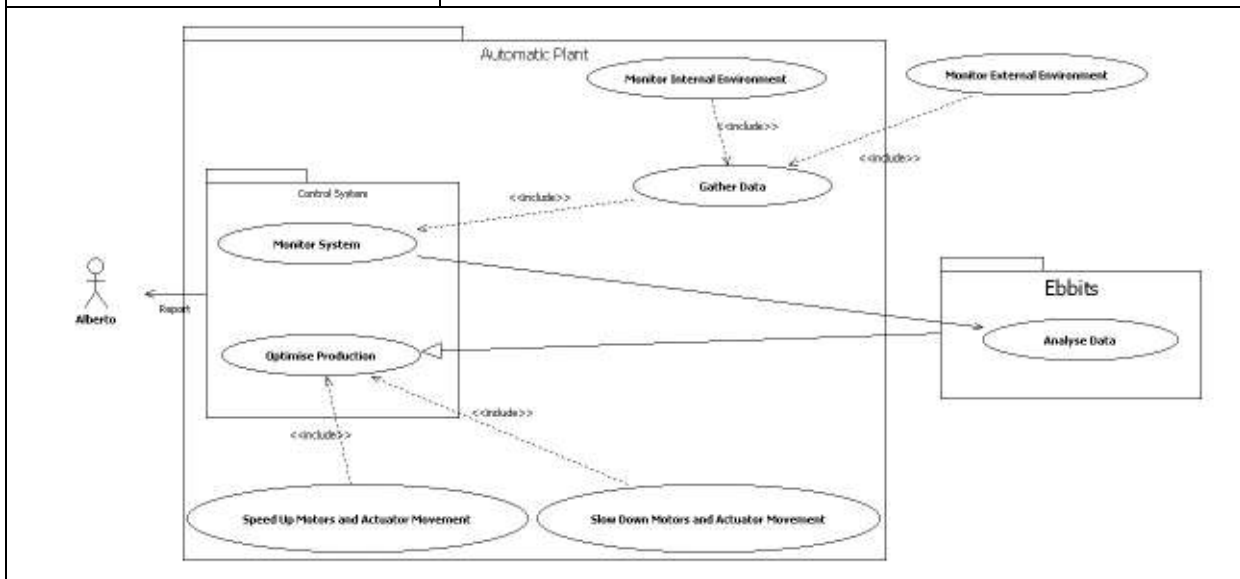 Automatic Plant
Monitor Internal Environment
Monitor External Environment
<<include>>
<<include>>
Gather Data
Control System
<<include>>
Monitor System
Ebbits
Alberto
Report
Analyse Data
Optimise Production
<<include>>
<<include>>
Speed Up Motors and Actuator Movement
Slow Down Motors and Actuator Movement